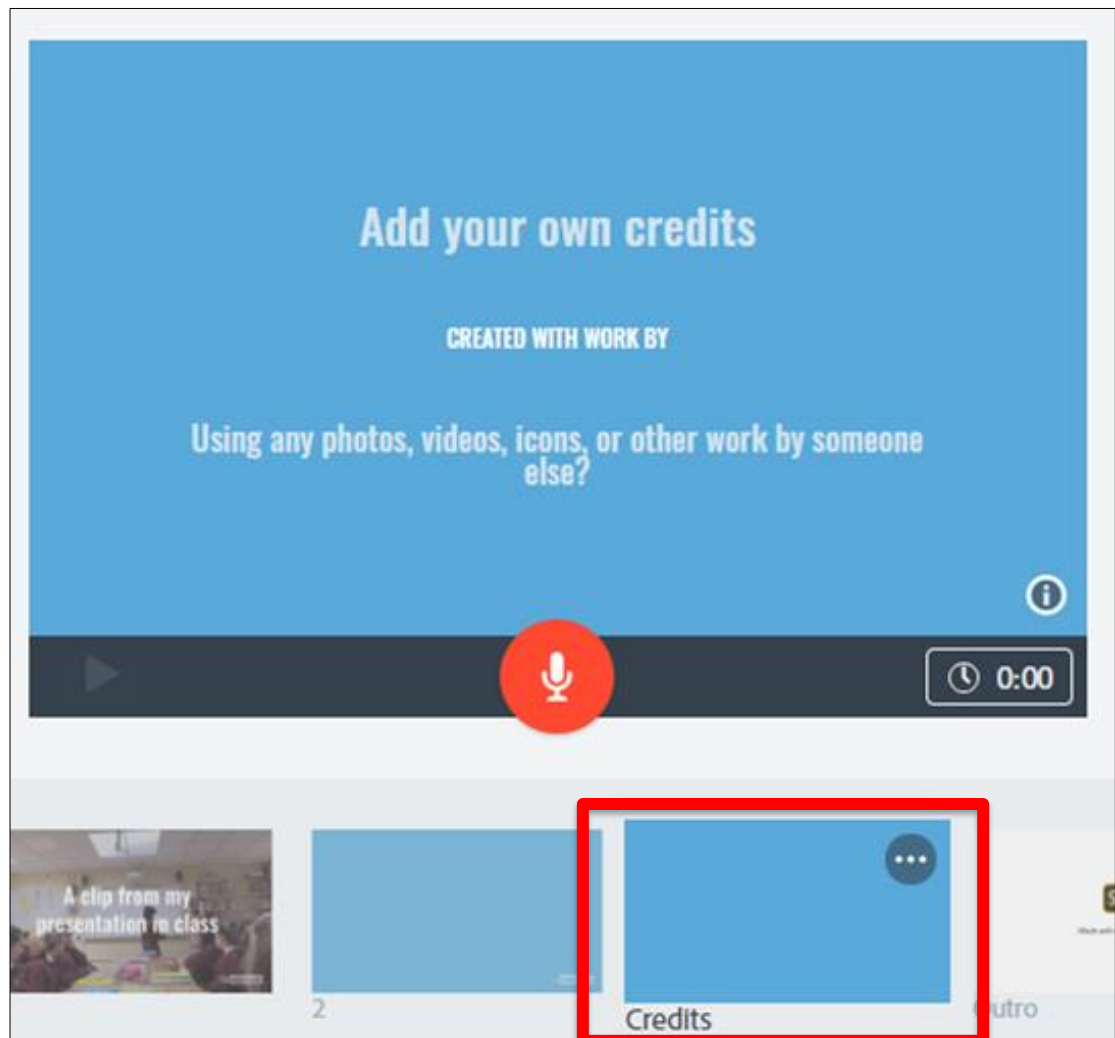 Add your own credits
CREATED WITH WORK BY
Using any photos, videos, icons, or other work by someone
else?
0:00
A clip from my
presentation in class
2
Credits
Outro